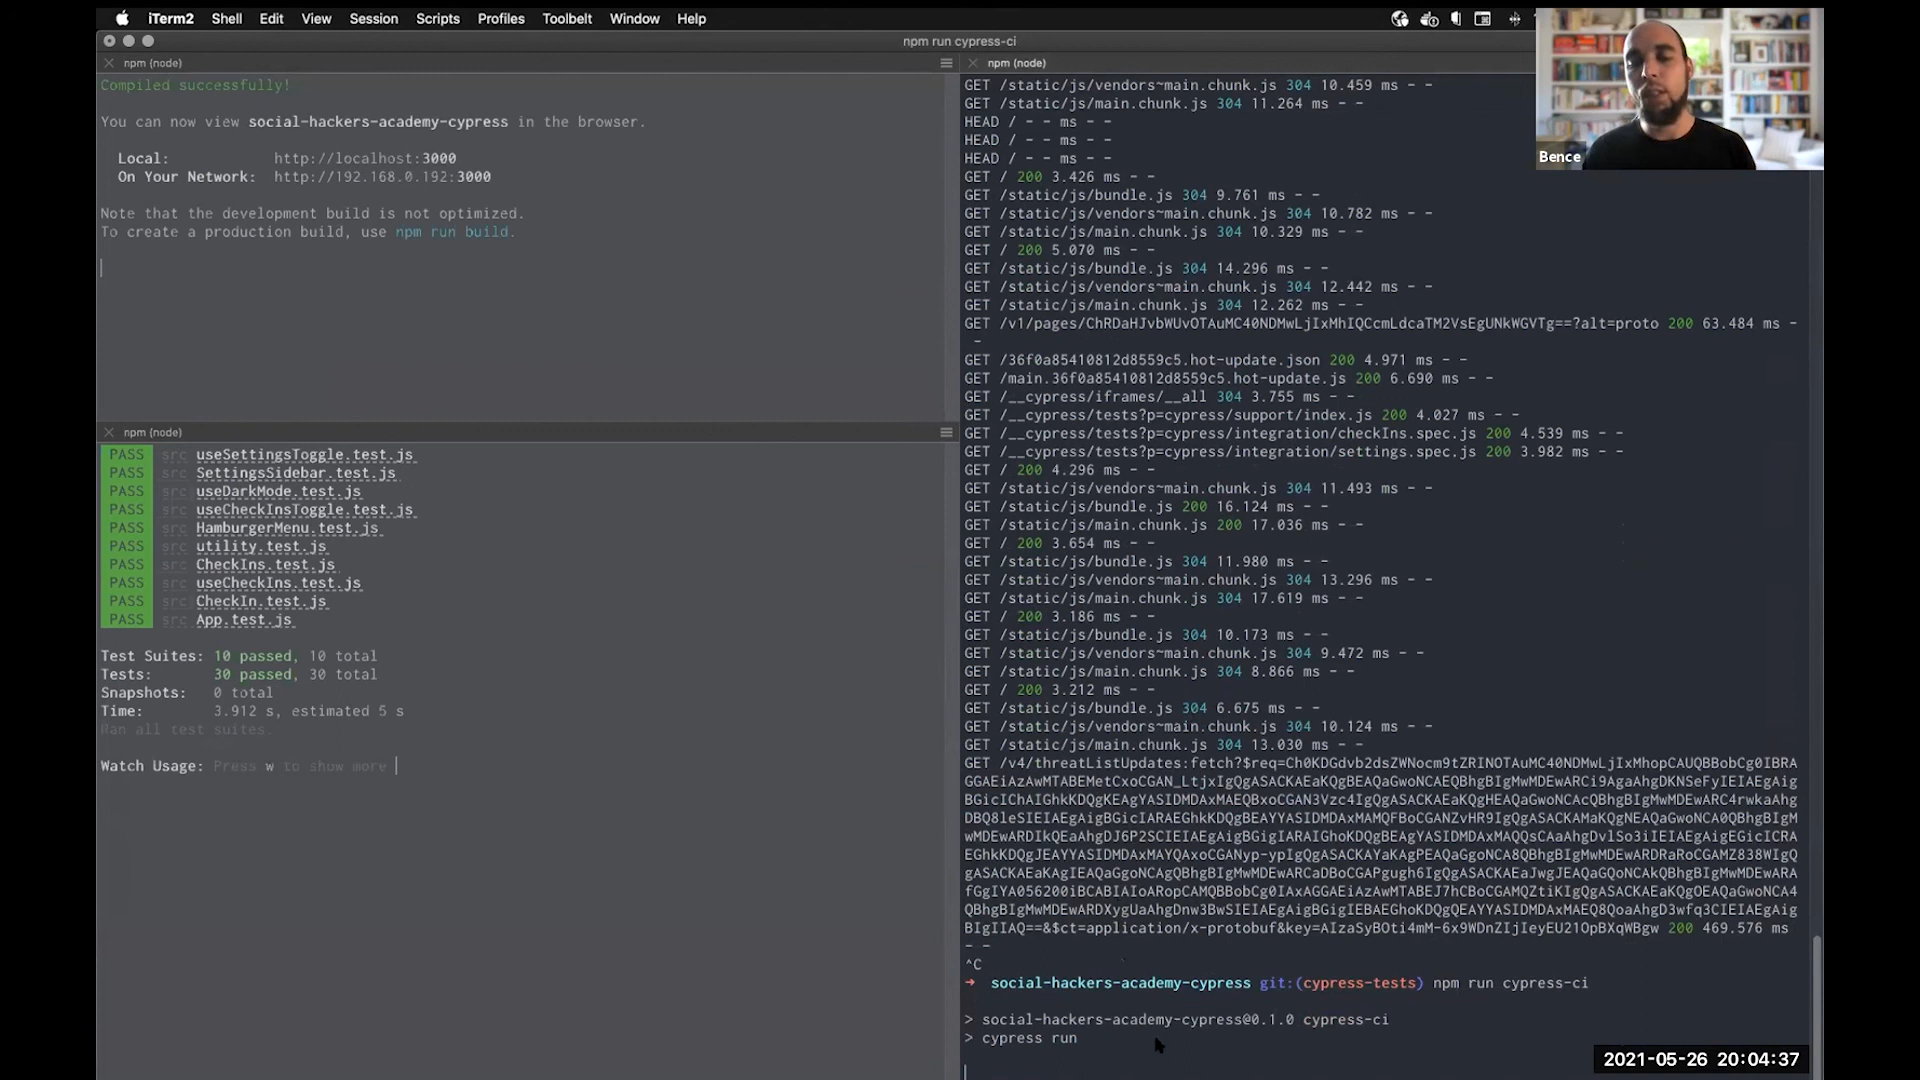 iTerm2 Shell Edit View Session Scripts Profiles Toolbelt Window Help
npm run cypress-ci
npm (node)
Compiled successfully!
You can now view social-hackers-academy-cypress in the browser.
Local: http://localhost:3000
On Your Network: http://192.168.0.192:3000
Note that the development build is not optimized.
To create a production build, use npm run build.
npm (node)
PASS src useSettingsToggle.test.js
PASS src SettingsSidebar.test.js
PASS src useDarkMode.test.js
PASS src useCheckInsToggle.test.js
PASS src HamburgerMenu.test.js
PASS src utility.test.js
PASS src CheckIns.test.js
PASS src useCheckIns.test.js
PASS src CheckIn.test.js
PASS src App.test.js
Test Suites: 10 passed, 10 total
Tests: 30 passed, 30 total
Snapshots: 0 total
Time: 3.912 s, estimated 5 s
Ran all test suites.
Watch Usage: Press w to show more
npm (node)
GET /static/js/vendors~main.chunk.js 304 10.459 ms - -
GET /static/js/main.chunk.js 304 11.264 ms - -
HEAD / - - ms - -
HEAD / - - ms - -
HEAD / - - ms - -
GET / 200 3.426 ms - -
GET /static/js/bundle.js 304 9.761 ms - -
GET /static/js/vendors~main.chunk.js 304 10.782 ms - -
GET /static/js/main.chunk.js 304 10.329 ms - -
GET / 200 5.070 ms - -
GET /static/js/bundle.js 304 14.296 ms - -
GET /static/js/vendors~main.chunk.js 304 12.442 ms - -
GET /static/js/main.chunk.js 304 12.262 ms - -
GET /v1/pages/ChRDaHJvbWUvOTAuMC40NDMwLjIxMhIQCcmLdcaTM2VsEgUNkWGVTg==?alt=proto 200 63.484 ms -
-
GET /36f0a85410812d8559c5.hot-update.json 200 4.971 ms - -
GET /main.36f0a85410812d8559c5.hot-update.js 200 6.690 ms - -
GET /__cypress/iframes/__all 304 3.755 ms - -
GET /__cypress/tests?p=cypress/support/index.js 200 4.027 ms - -
GET /__cypress/tests?p=cypress/integration/checkIns.spec.js 200 4.539 ms - -
GET /__cypress/tests?p=cypress/integration/settings.spec.js 200 3.982 ms - -
GET / 200 4.296 ms - -
GET /static/js/vendors~main.chunk.js 304 11.493 ms - -
GET /static/js/bundle.js 200 16.124 ms - -
GET /static/js/main.chunk.js 200 17.036 ms - -
GET / 200 3.654 ms - -
GET /static/js/bundle.js 304 11.980 ms - -
GET /static/js/vendors~main.chunk.js 304 13.296 ms - -
GET /static/js/main.chunk.js 304 17.619 ms - -
GET / 200 3.186 ms - -
GET /static/js/bundle.js 304 10.173 ms - -
GET /static/js/vendors~main.chunk.js 304 9.472 ms - -
GET /static/js/main.chunk.js 304 8.866 ms - -
GET / 200 3.212 ms - -
GET /static/js/bundle.js 304 6.675 ms - -
GET /static/js/vendors~main.chunk.js 304 10.124 ms - -
GET /static/js/main.chunk.js 304 13.030 ms - -
200 469.576 ms
- -
^C
➜ social-hackers-academy-cypress git:(cypress-tests) npm run cypress-ci
> social-hackers-academy-cypress@0.1.0 cypress-ci
> cypress run
Bence
2021-05-26 20:04:37